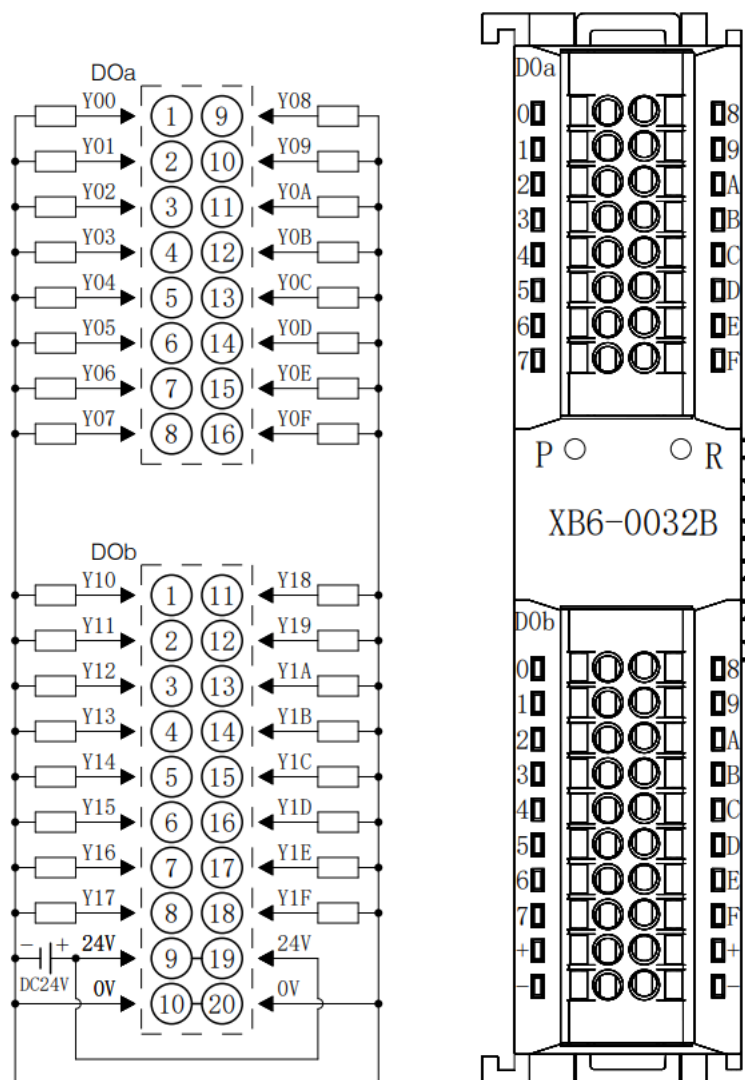 DOa
Y00 1 9 Y08
Y01 2 10 Y09
Y02 3 11 Y0A
Y03 4 12 Y0B
Y04 5 13 Y0C
Y05 6 14 Y0D
Y06 7 15 Y0E
Y07 8 16 Y0F
DOb
Y10 1 11 Y18
Y11 2 12 Y19
Y12 3 13 Y1A
Y13 4 14 Y1B
Y14 5 15 Y1C
Y15 6 16 Y1D
Y16 7 17 Y1E
Y17 8 18 Y1F
− + 24V 9 19 24V
DC24V
0V 10 20 0V
DOa
0 8
1 9
2 A
3 B
4 C
5 D
6 E
7 F
P R
XB6-0032B
DOb
0 8
1 9
2 A
3 B
4 C
5 D
6 E
7 F
+ +
- -